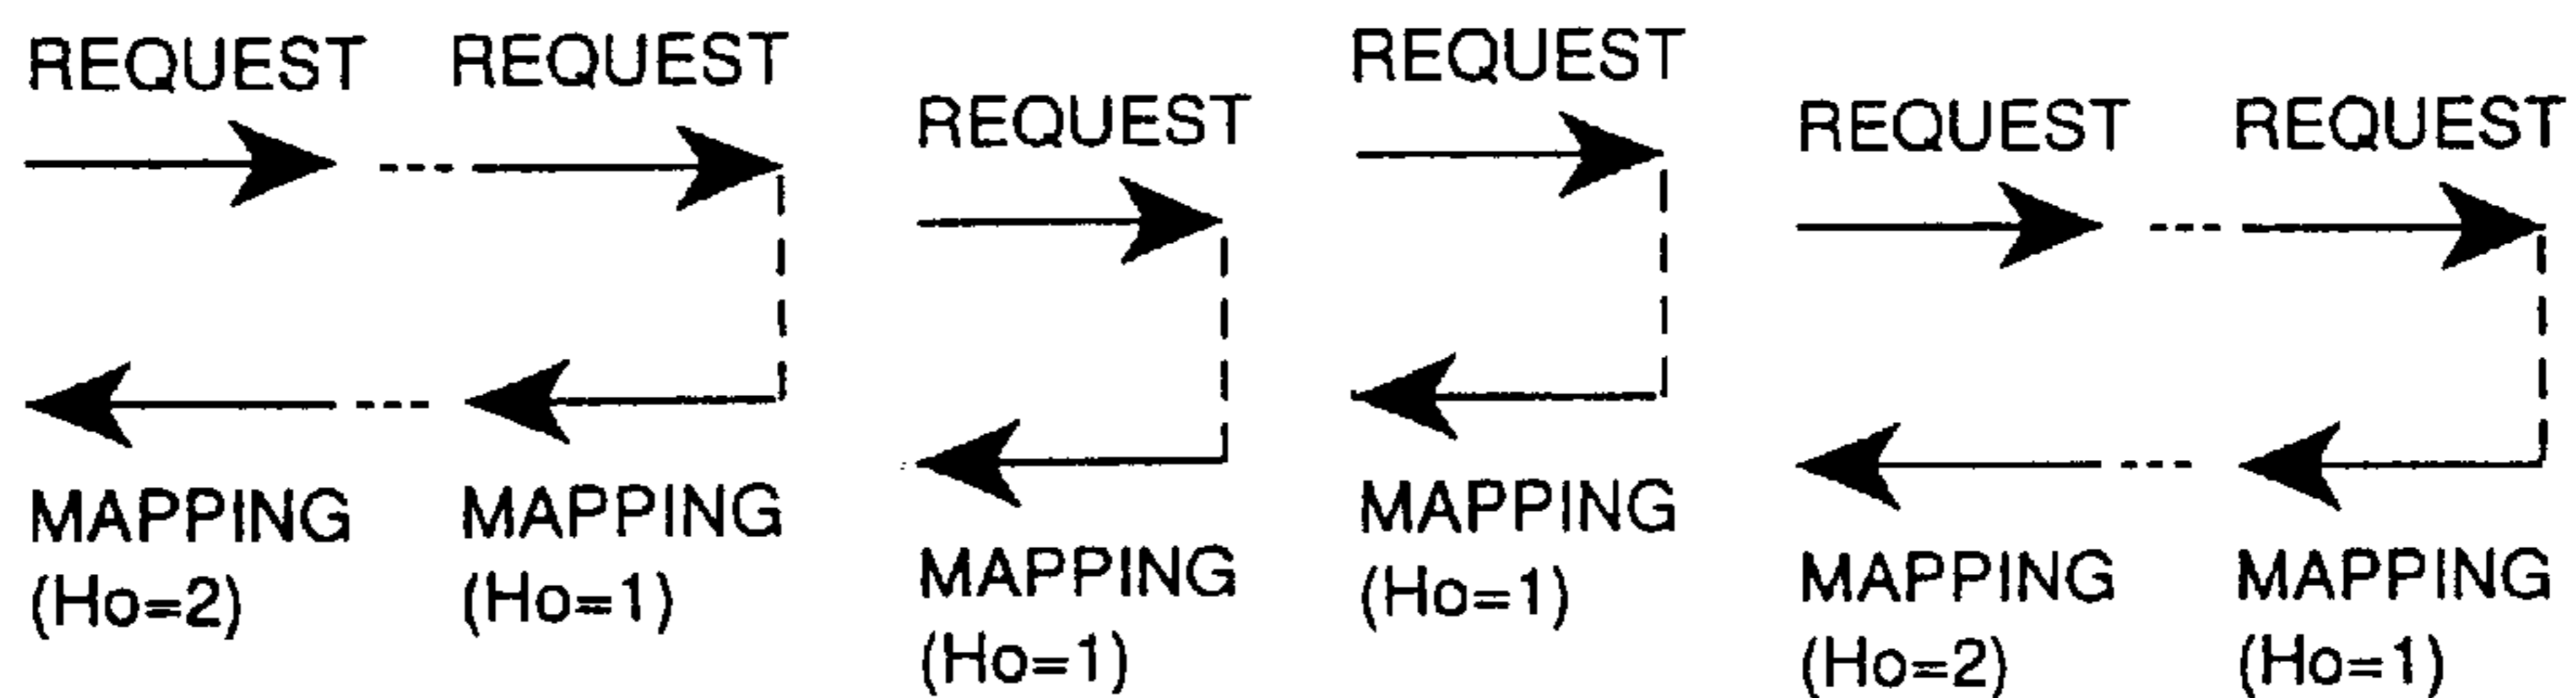 REQUEST REQUEST
REQUEST
REQUEST
REQUEST REQUEST
MAPPING MAPPING
(Ho=2) (Ho=1)
MAPPING
(Ho=1)
MAPPING
(Ho=1)
MAPPING MAPPING
(Ho=2) (Ho=1)